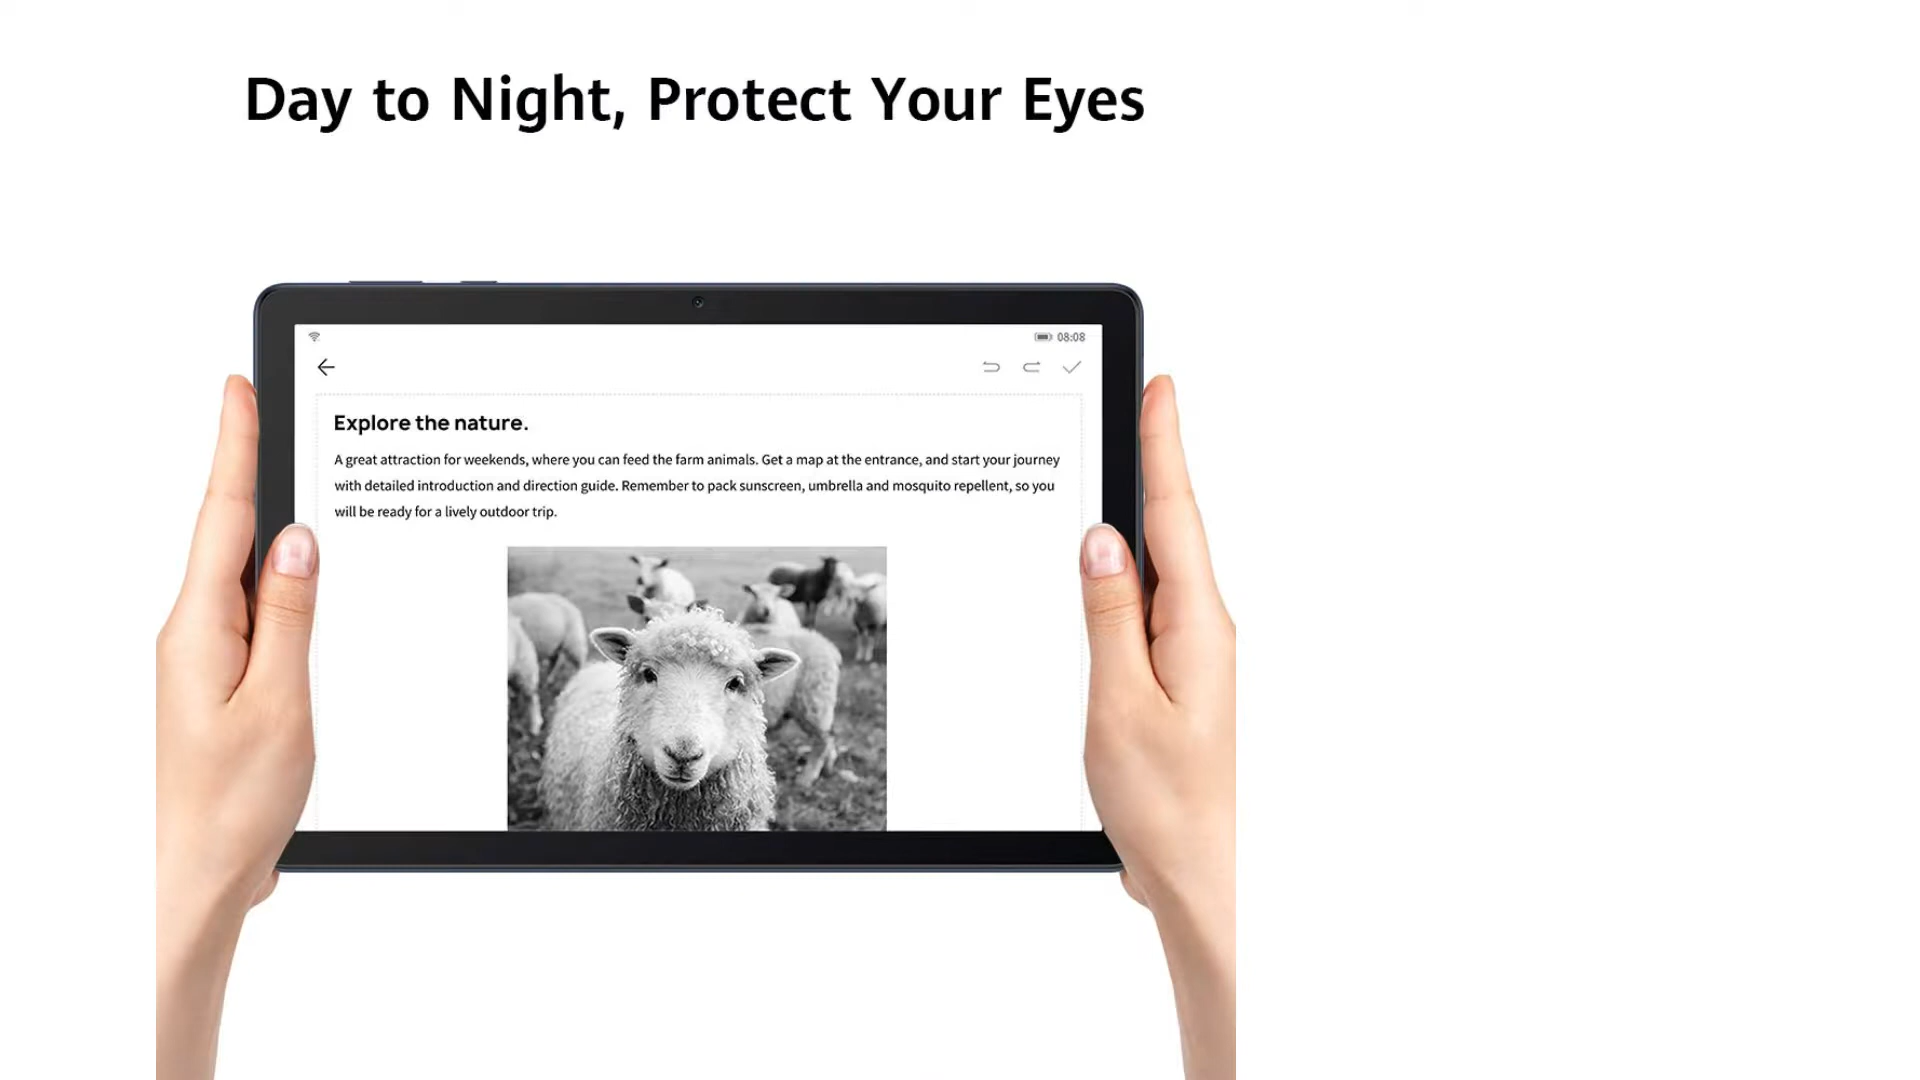 Day to Night, Protect Your Eyes
08:08
Explore the nature.
A great attraction for weekends, where you can feed the farm animals. Get a map at the entrance, and start your journey
with detailed introduction and direction guide. Remember to pack sunscreen, umbrella and mosquito repellent, so you
will be ready for a lively outdoor trip.